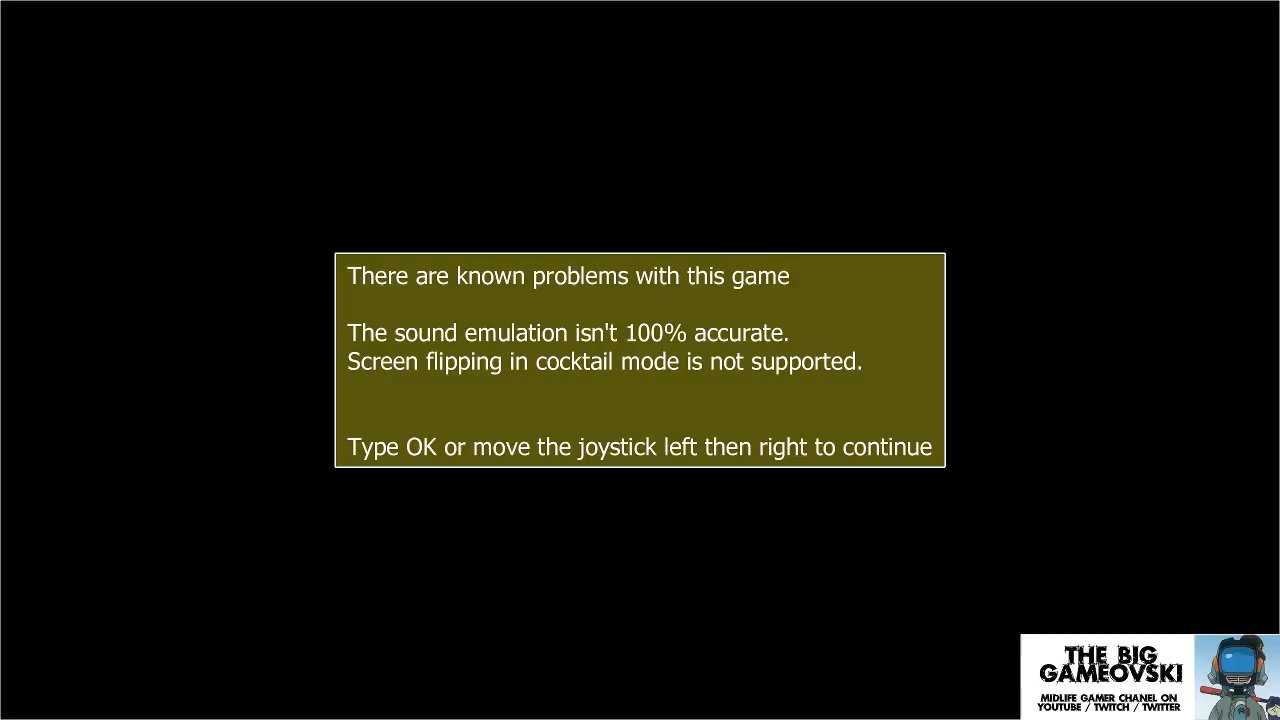 There are known problems with this game
The sound emulation isn't 100% accurate.
Screen flipping in cocktail mode is not supported.
Type OK or move the joystick left then right to continue
THE BIG
GAMEOVSKI
MIDLIFE GAMER CHANEL ON
YOUTUBE / TWITCH / TWITTER